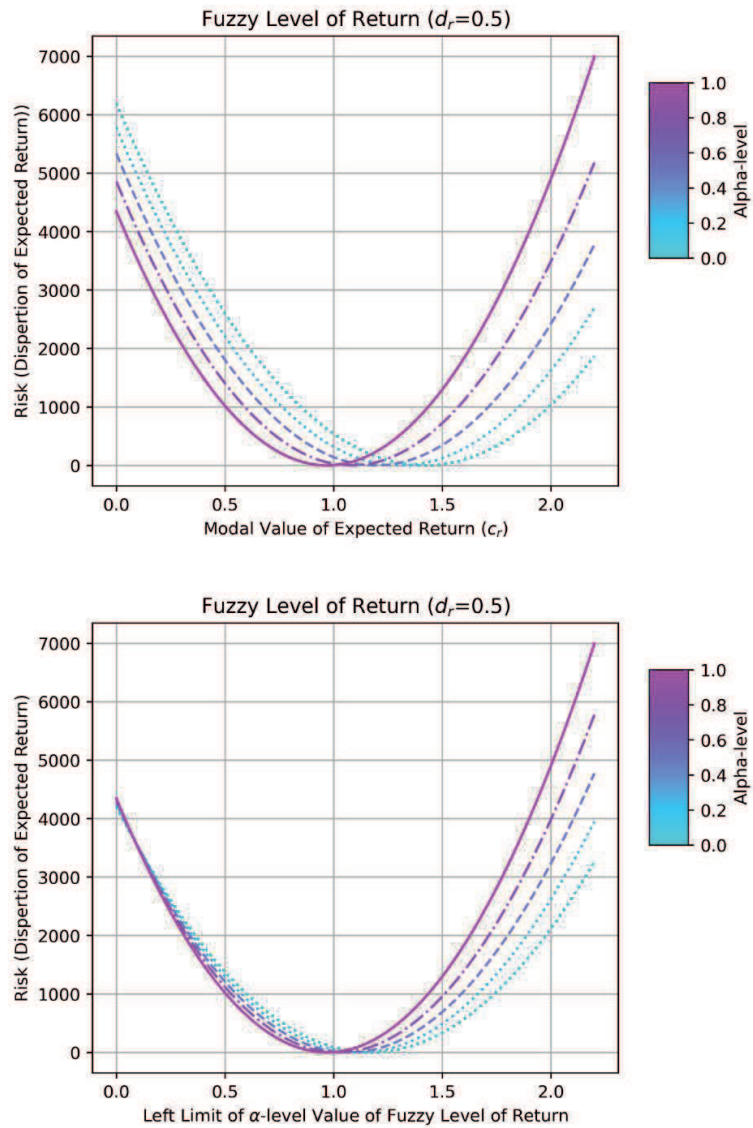 Fuzzy Level of Return (d_r=0.5)
7000
6000
5000
4000
3000
2000
1000
0
Risk (Dispertion of Expected Return))
0.0 0.5 1.0 1.5 2.0
Modal Value of Expected Return (c_r)
1.0
0.8
0.6
0.4
0.2
0.0
Alpha-level
Fuzzy Level of Return (d_r=0.5)
7000
6000
5000
4000
3000
2000
1000
0
Risk (Dispertion of Expected Return)
0.0 0.5 1.0 1.5 2.0
Left Limit of α-level Value of Fuzzy Level of Return
1.0
0.8
0.6
0.4
0.2
0.0
Alpha-level